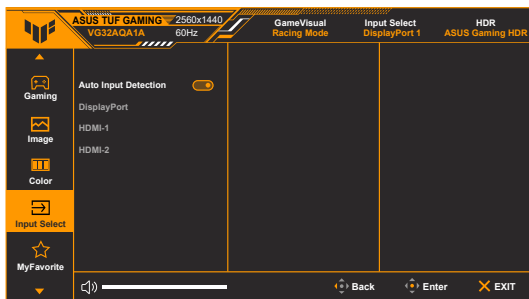 ASUS TUF GAMING 2560x1440 GameVisual Input Select HDR
VG32AQA1A 60Hz Racing Mode DisplayPort 1 ASUS Gaming HDR
Gaming
Auto Input Detection
DisplayPort
HDMI-1
HDMI-2
Image
Color
Input Select
MyFavorite
Back Enter EXIT